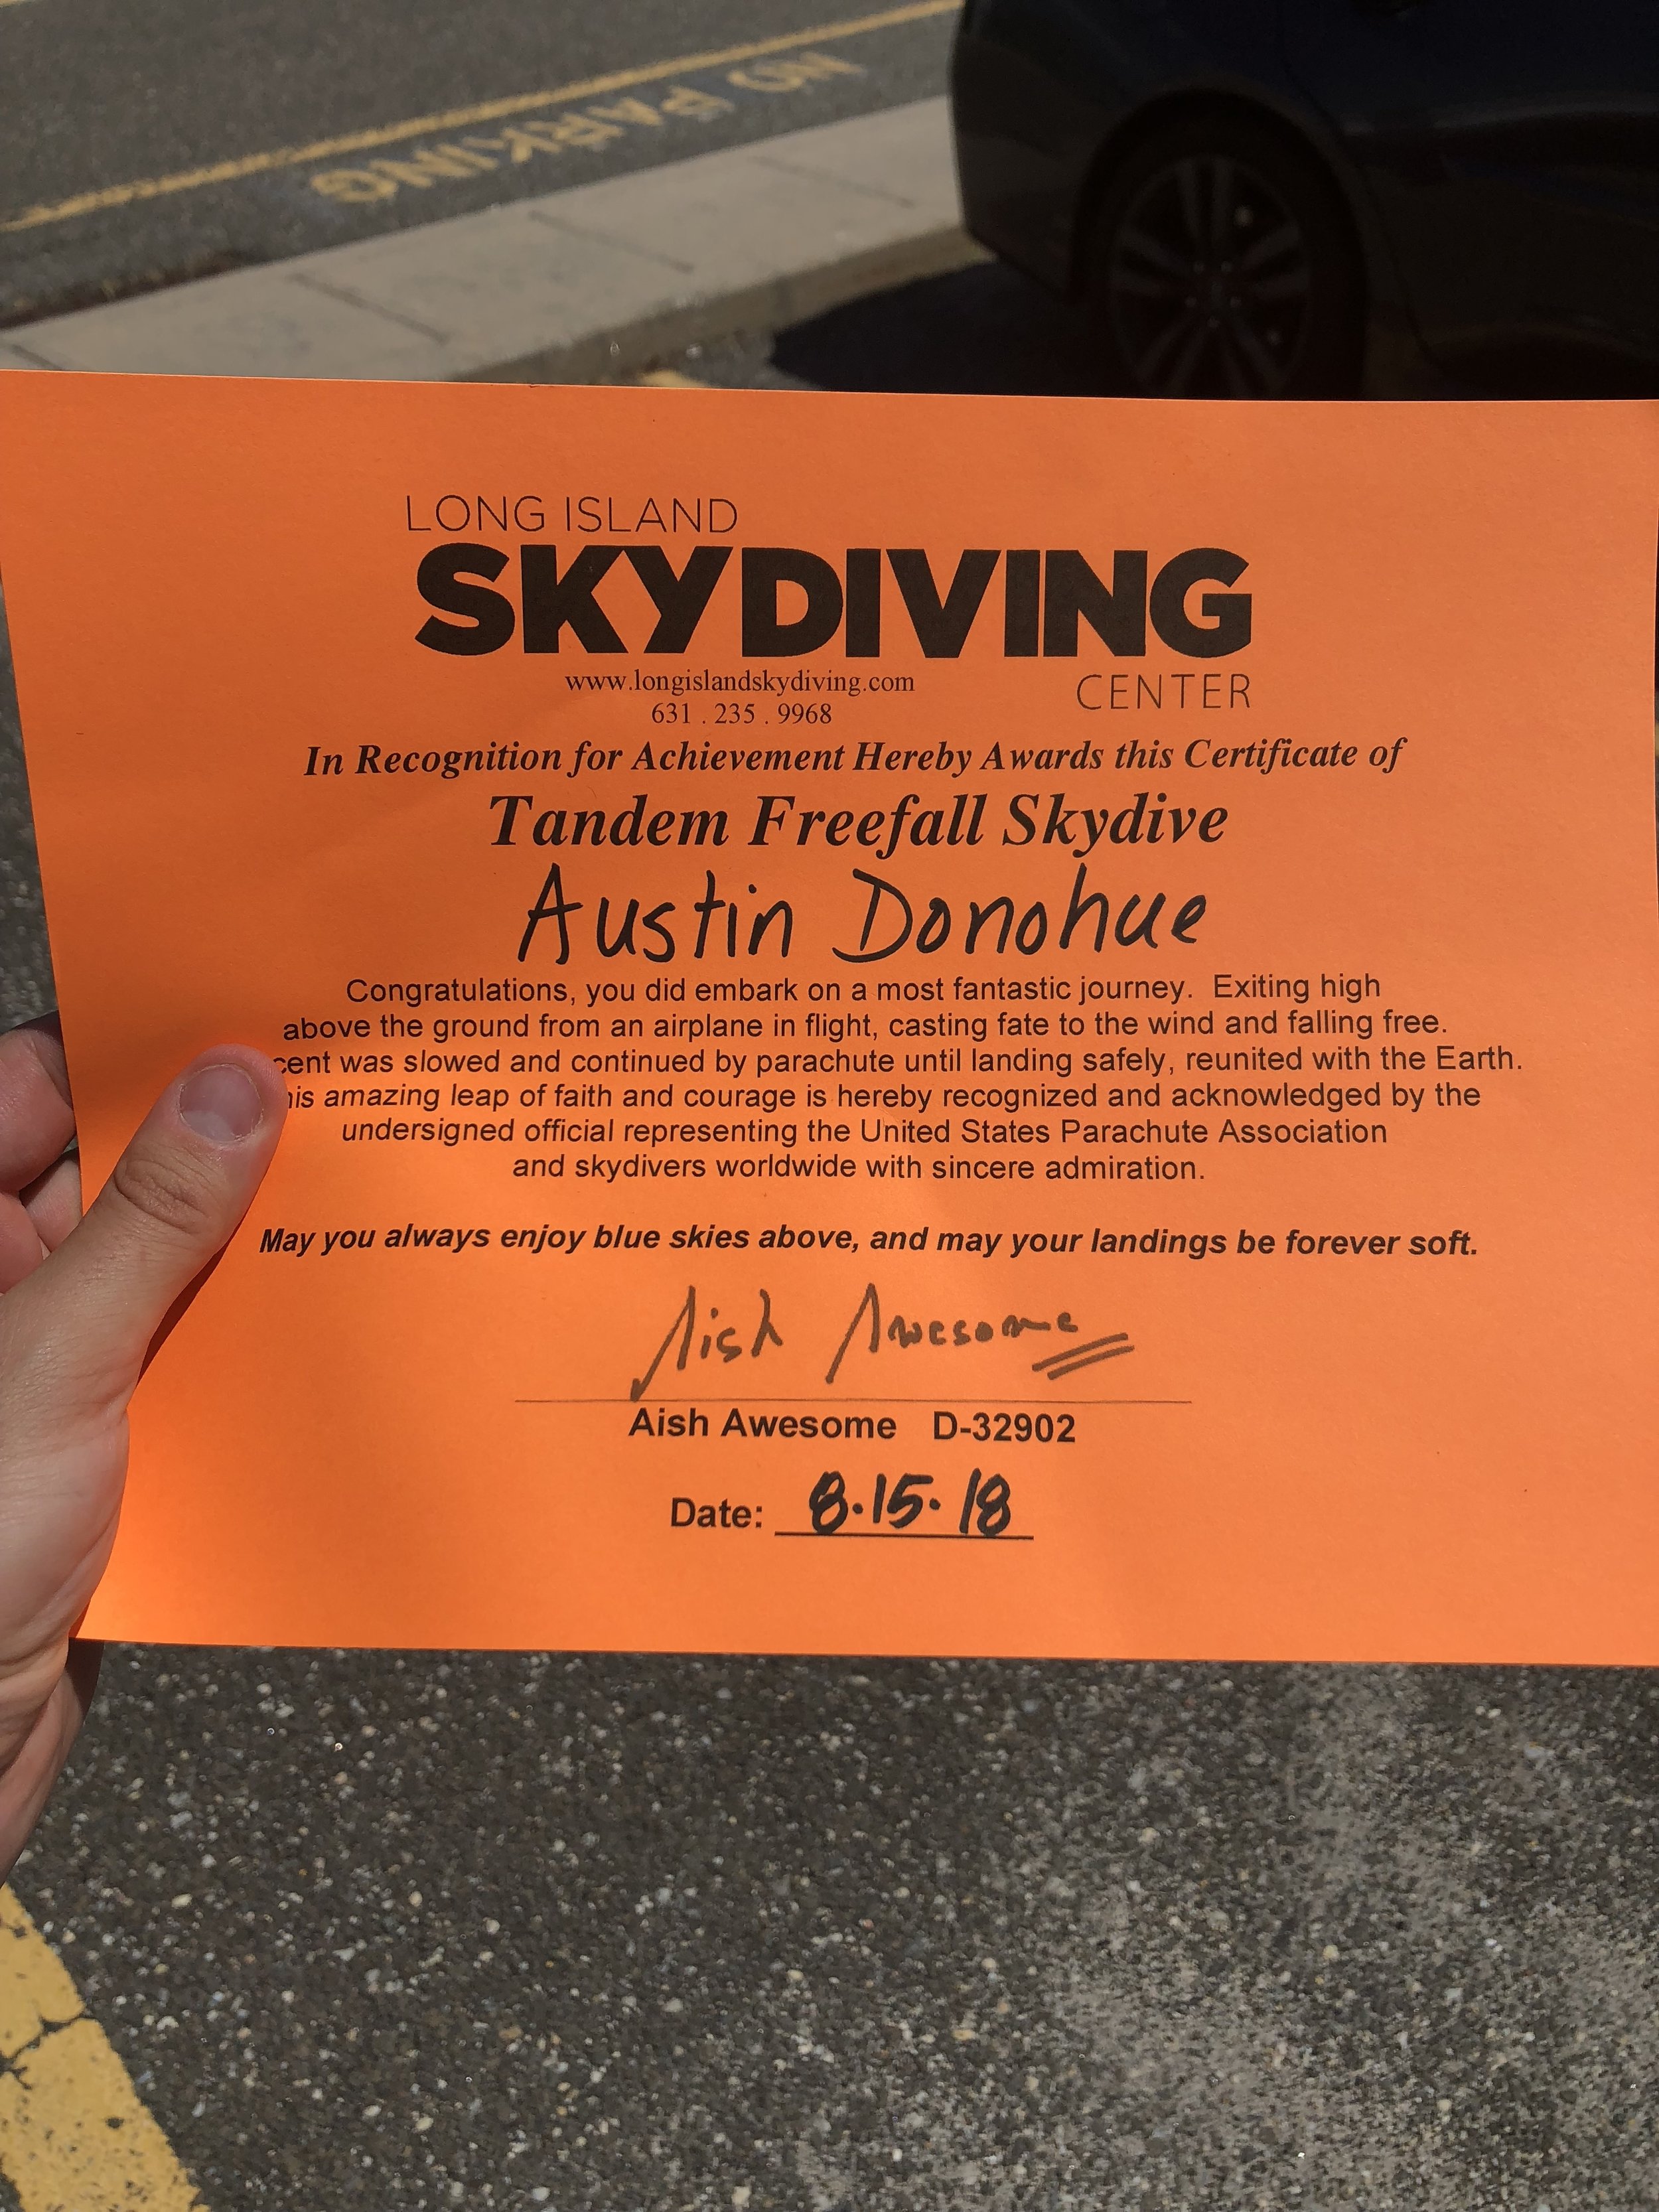 NO PARKING
LONG ISLAND
SKYDIVING
CENTER
www.longislandskydiving.com
631 . 235 . 9968
In Recognition for Achievement Hereby Awards this Certificate of
Tandem Freefall Skydive
Austin Donohue
Congratulations, you did embark on a most fantastic journey. Exiting high
above the ground from an airplane in flight, casting fate to the wind and falling free.
cent was slowed and continued by parachute until landing safely, reunited with the Earth.
his amazing leap of faith and courage is hereby recognized and acknowledged by the
undersigned official representing the United States Parachute Association
and skydivers worldwide with sincere admiration.
May you always enjoy blue skies above, and may your landings be forever soft.
Aish Awesome
Aish Awesome D-32902
Date: 8.15.18